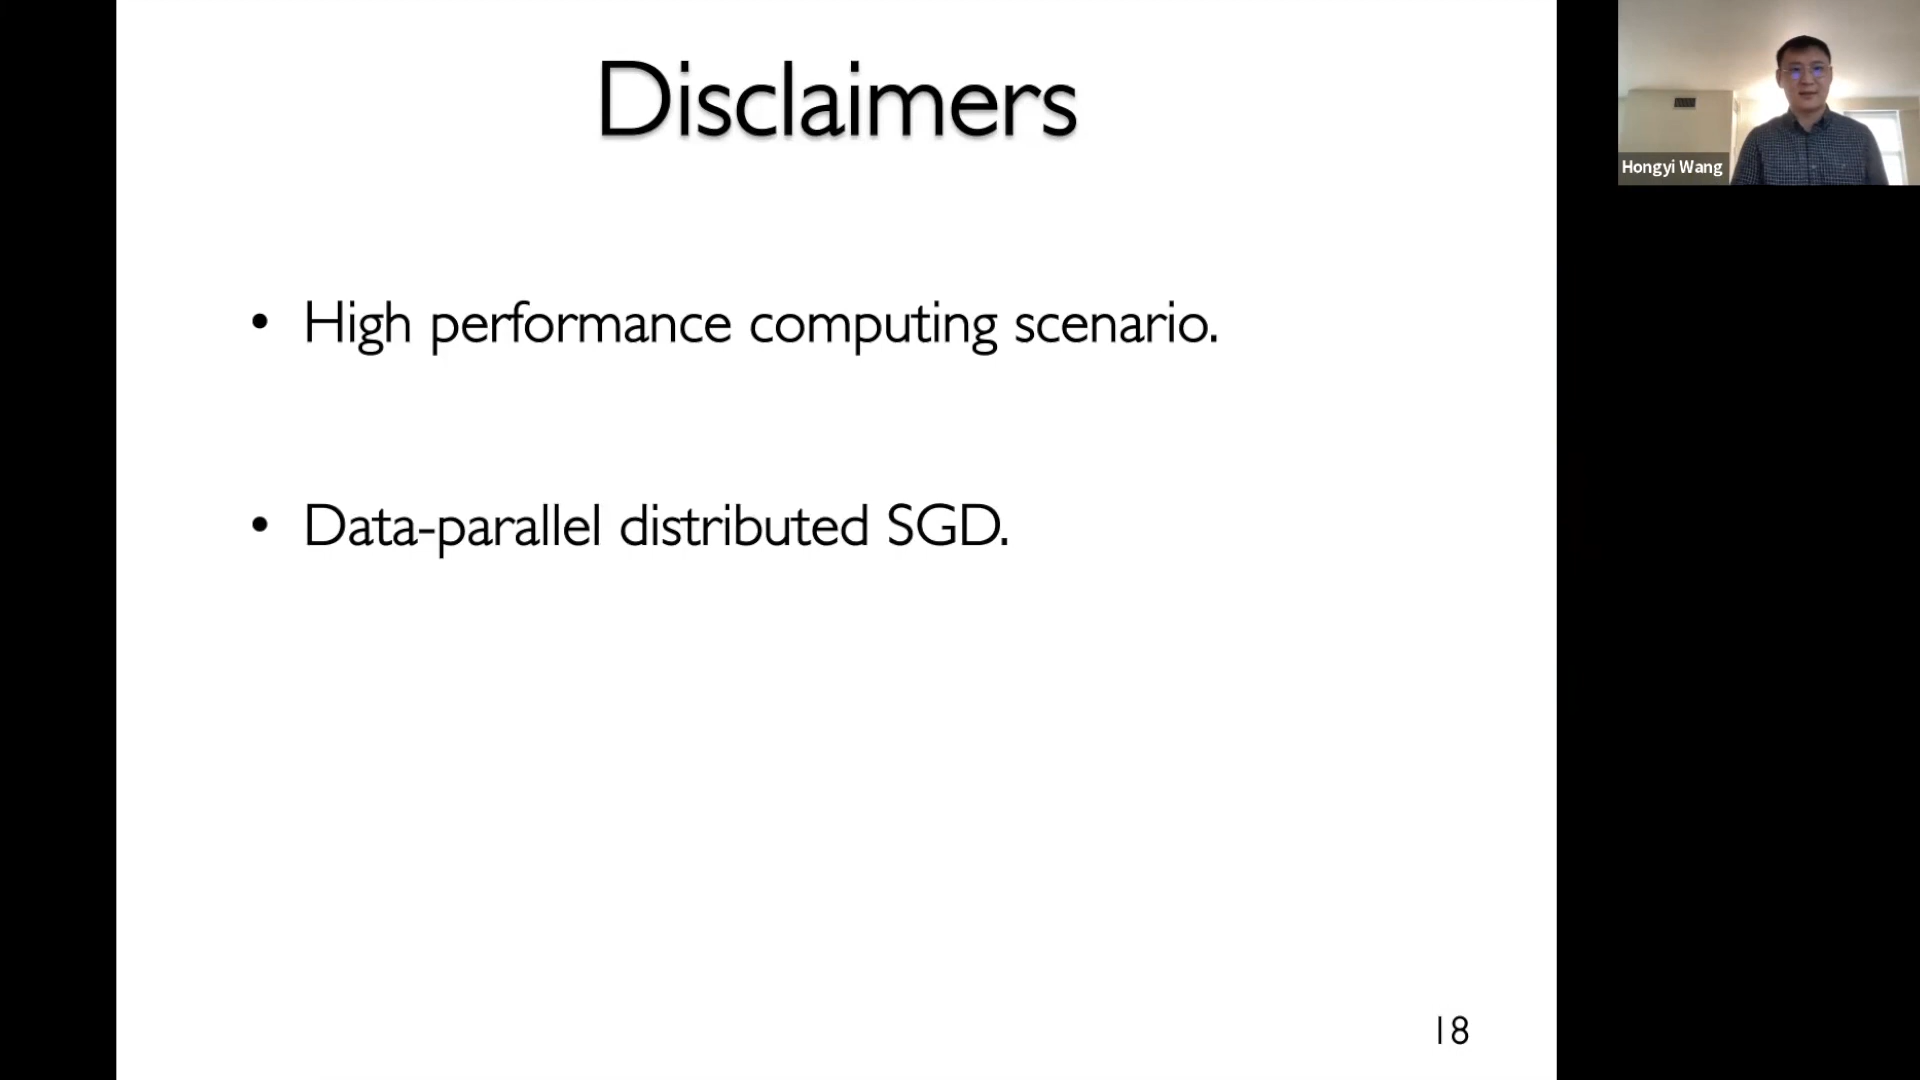 Disclaimers
• High performance computing scenario.
• Data-parallel distributed SGD.
18
Hongyi Wang